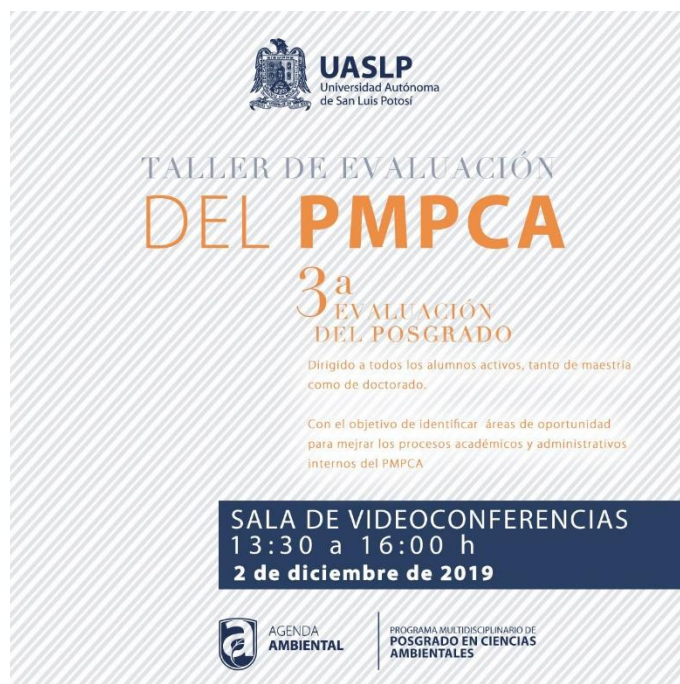 UASLP
Universidad Autónoma
de San Luis Potosí
TALLER DE EVALUACIÓN
DEL PMPCA
3a
EVALUACIÓN
DEL POSGRADO
Dirigido a todos los alumnos activos, tanto de maestría
como de doctorado.
Con el objetivo de identificar áreas de oportunidad
para mejrar los procesos académicos y administrativos
internos del PMPCA
SALA DE VIDEOCONFERENCIAS
13:30 a 16:00 h
2 de diciembre de 2019
AGENDA
AMBIENTAL
PROGRAMA MULTIDISCIPLINARIO DE
POSGRADO EN CIENCIAS
AMBIENTALES